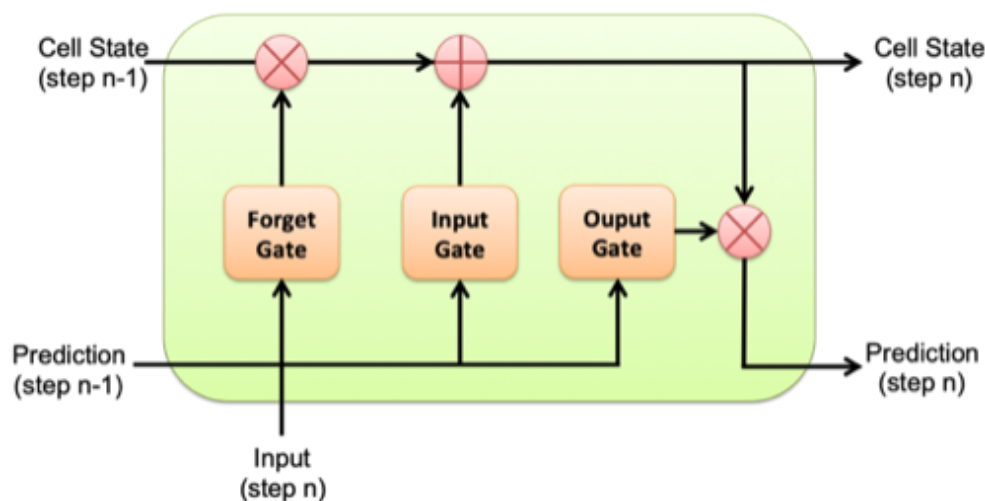 Cell State
(step n-1)
Cell State
(step n)
Forget
Gate
Input
Gate
Ouput
Gate
Prediction
(step n-1)
Prediction
(step n)
Input
(step n)